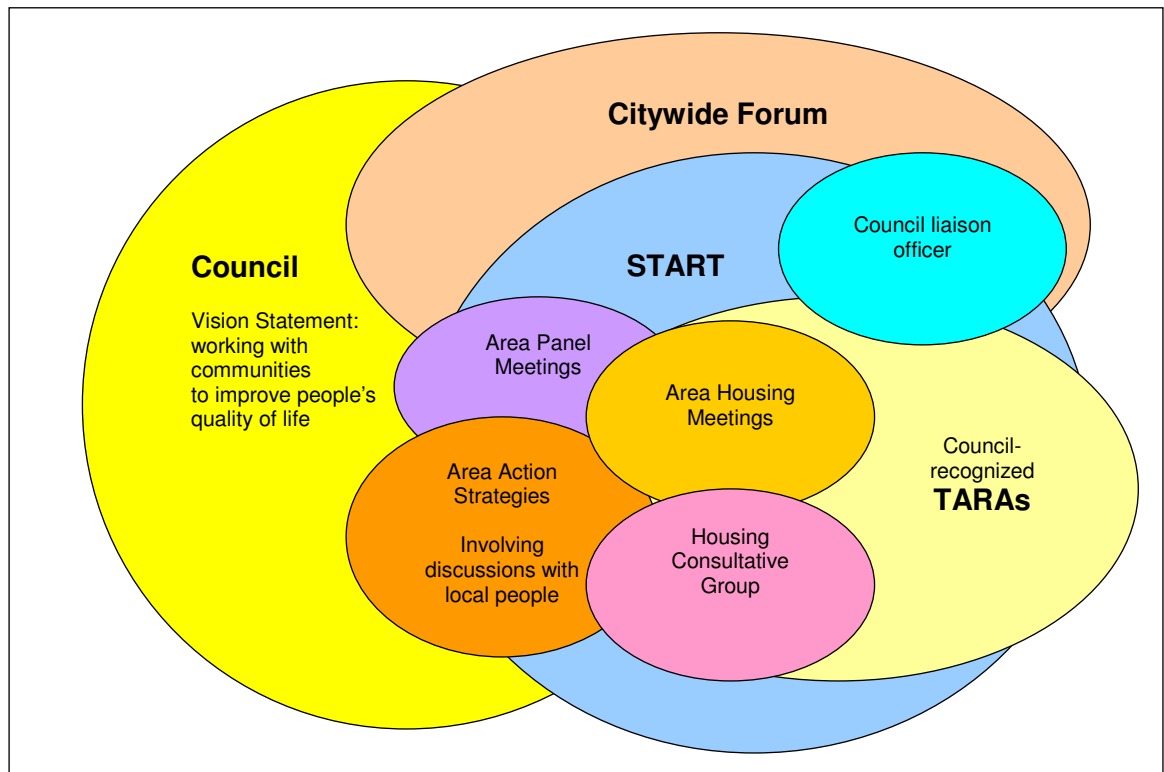 Citywide Forum
Council liaison
officer
Council
START
Vision Statement:
working with
communities
to improve people's
quality of life
Area Panel
Meetings
Area Housing
Meetings
Council-
recognized
TARAs
Area Action
Strategies
Involving
discussions with
local people
Housing
Consultative
Group